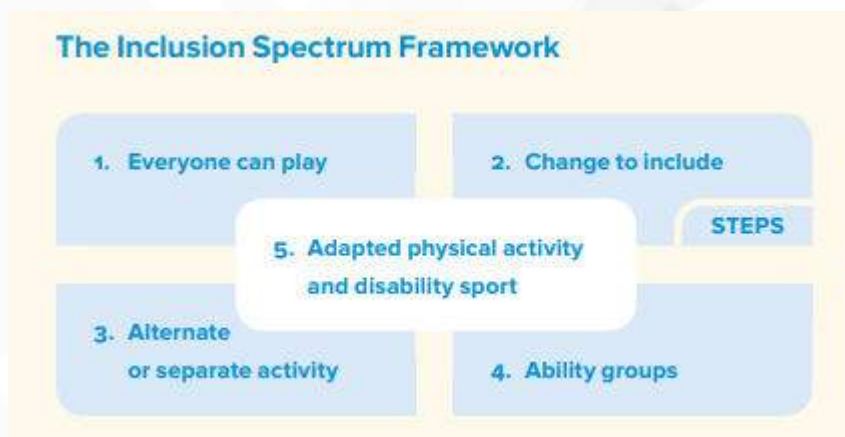 The Inclusion Spectrum Framework
1. Everyone can play
2. Change to include
STEPS
5. Adapted physical activity
and disability sport
3. Alternate
or separate activity
4. Ability groups